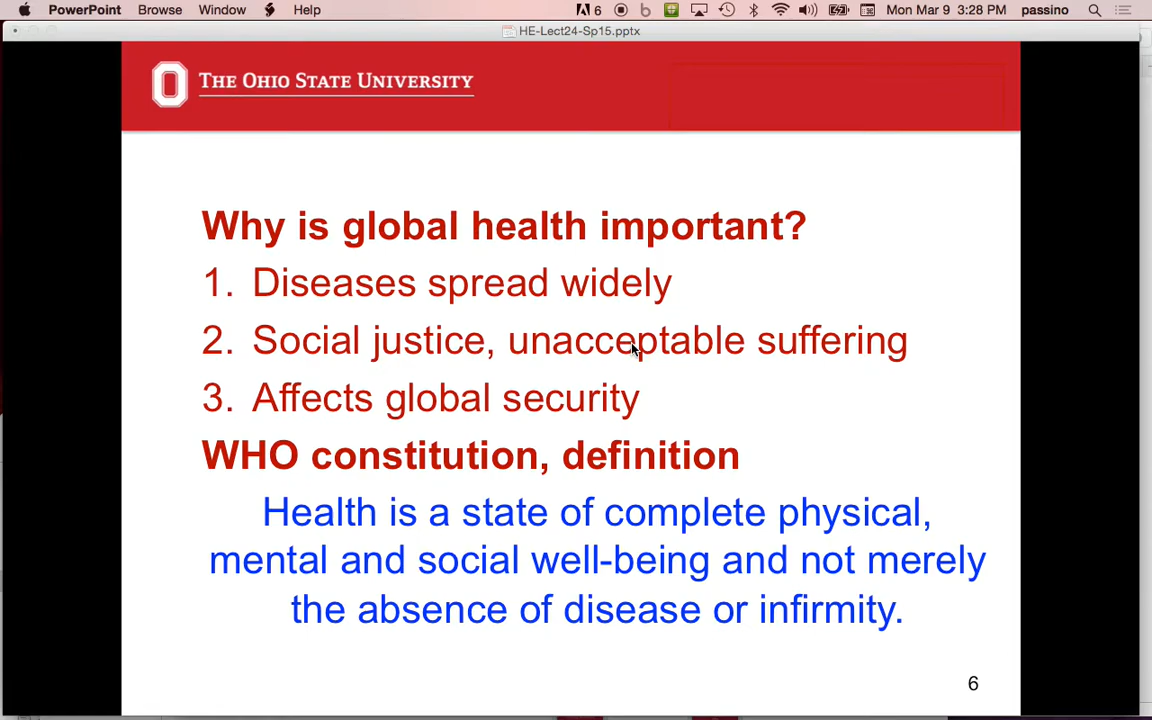 PowerPoint Browse Window Help 6 Mon Mar 9 3:28 PM passino
HE-Lect24-Sp15.pptx
THE OHIO STATE UNIVERSITY
Why is global health important?
1. Diseases spread widely
2. Social justice, unacceptable suffering
3. Affects global security
WHO constitution, definition
Health is a state of complete physical,
mental and social well-being and not merely
the absence of disease or infirmity.
6